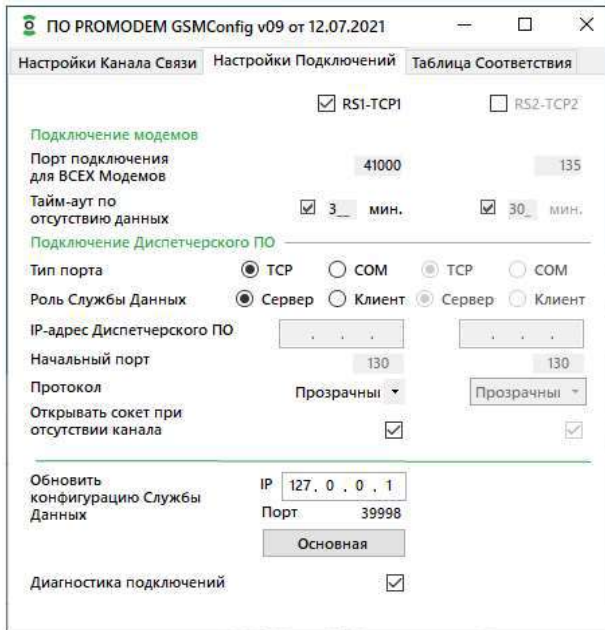 ПО PROMODEM GSMConfig v09 от 12.07.2021
Настройки Канала Связи Настройки Подключений Таблица Соответствия
RS1-TCP1 RS2-TCP2
Подключение модемов
Порт подключения
для ВСЕХ Модемов 41000 135
Тайм-аут по
отсутствию данных 3__ мин. 30_ мин.
Подключение Диспетчерского ПО
Тип порта TCP COM TCP COM
Роль Службы Данных Сервер Клиент Сервер Клиент
IP-адрес Диспетчерского ПО . . . . . .
Начальный порт 130 130
Протокол Прозрачны Прозрачны
Открывать сокет при
отсутствии канала
Обновить
конфигурацию Службы
Данных
IP 127 . 0 . 0 . 1
Порт 39998
Основная
Диагностика подключений